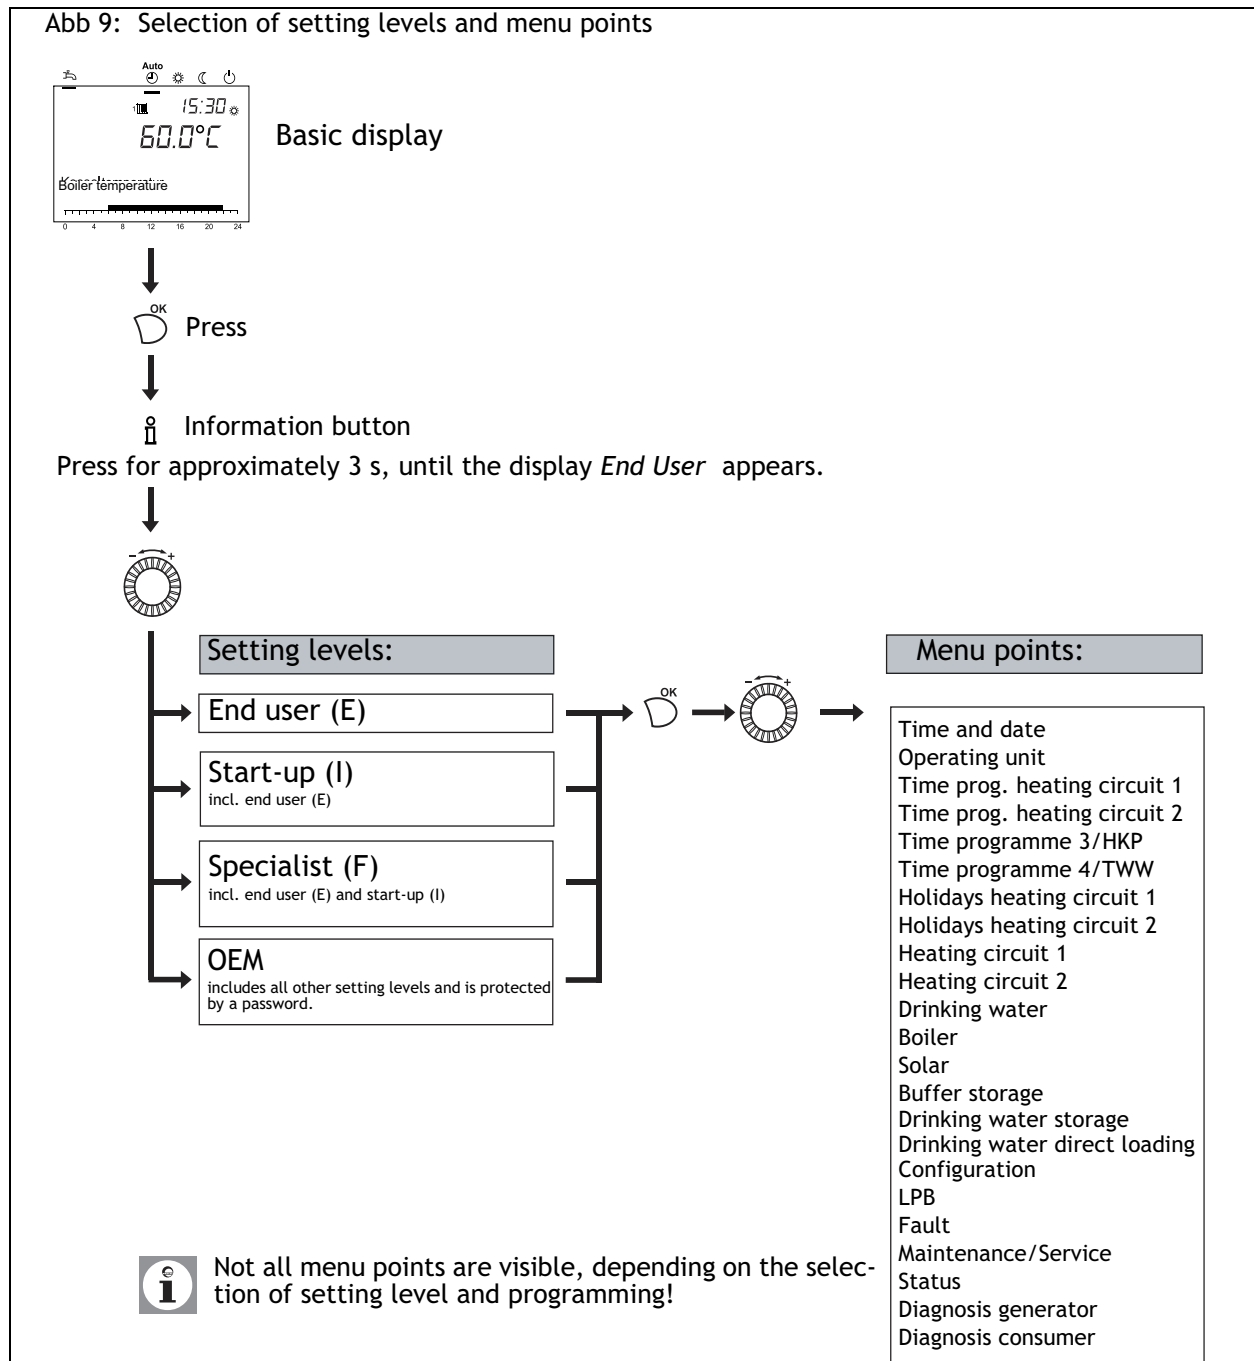 Abb 9: Selection of setting levels and menu points
Auto
1
15:30
60.0°C
Basic display
Boiler temperature
0 4 8 12 16 20 24
OK
Press
Information button
Press for approximately 3 s, until the display End User appears.
- +
Setting levels:
End user (E)
Start-up (I)
incl. end user (E)
Specialist (F)
incl. end user (E) and start-up (I)
OEM
includes all other setting levels and is protected
by a password.
OK
- +
Menu points:
Time and date
Operating unit
Time prog. heating circuit 1
Time prog. heating circuit 2
Time programme 3/HKP
Time programme 4/TWW
Holidays heating circuit 1
Holidays heating circuit 2
Heating circuit 1
Heating circuit 2
Drinking water
Boiler
Solar
Buffer storage
Drinking water storage
Drinking water direct loading
Configuration
LPB
Fault
Maintenance/Service
Status
Diagnosis generator
Diagnosis consumer
Not all menu points are visible, depending on the selec-
tion of setting level and programming!